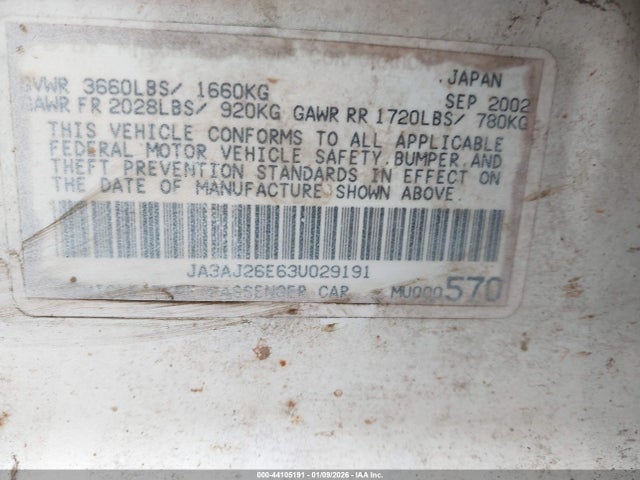 GVWR 3660LBS/ 1660KG JAPAN
GAWR FR 2028LBS/ 920KG GAWR RR 1720LBS/ 780KG SEP 2002
THIS VEHICLE CONFORMS TO ALL APPLICABLE
FEDERAL MOTOR VEHICLE SAFETY, BUMPER AND
THEFT PREVENTION STANDARDS IN EFFECT ON
THE DATE OF MANUFACTURE SHOWN ABOVE.
JA3AJ26E63U029191
PASSENGER CAR MU000570
000-44105191 - 01/09/2026 - IAA Inc.